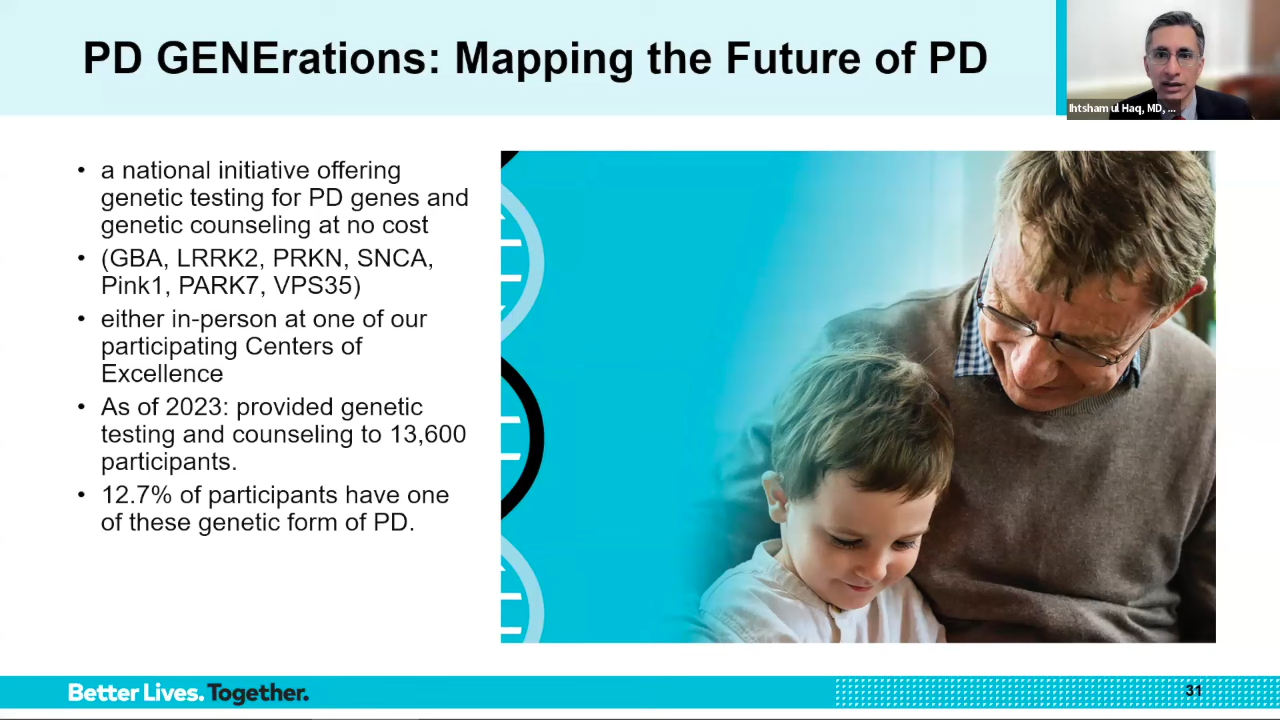 PD GENErations: Mapping the Future of PD
Ihtsham ul Haq, MD, ...
• a national initiative offering
genetic testing for PD genes and
genetic counseling at no cost
• (GBA, LRRK2, PRKN, SNCA,
Pink1, PARK7, VPS35)
• either in-person at one of our
participating Centers of
Excellence
• As of 2023: provided genetic
testing and counseling to 13,600
participants.
• 12.7% of participants have one
of these genetic form of PD.
Better Lives. Together.
31